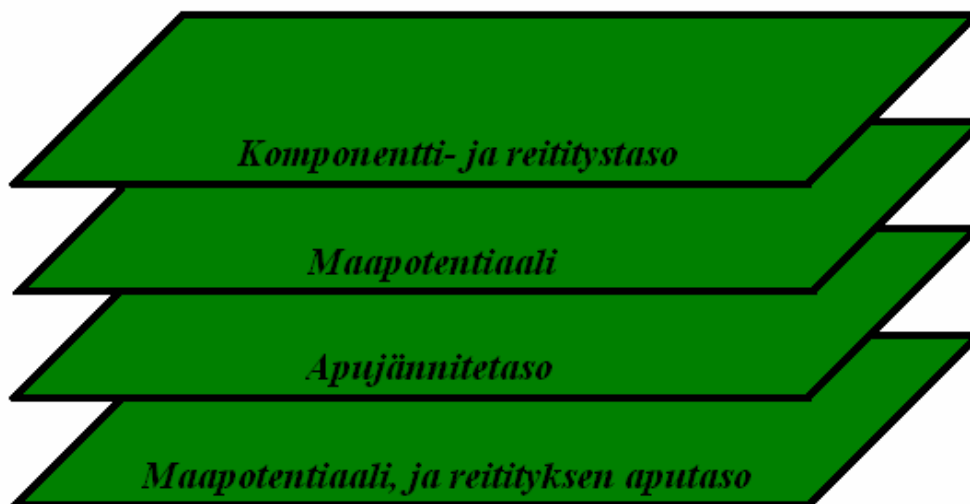 Komponentti- ja reititystaso
Maapotentiaali
Apujännitetaso
Maapotentiaali, ja reitityksen aputaso